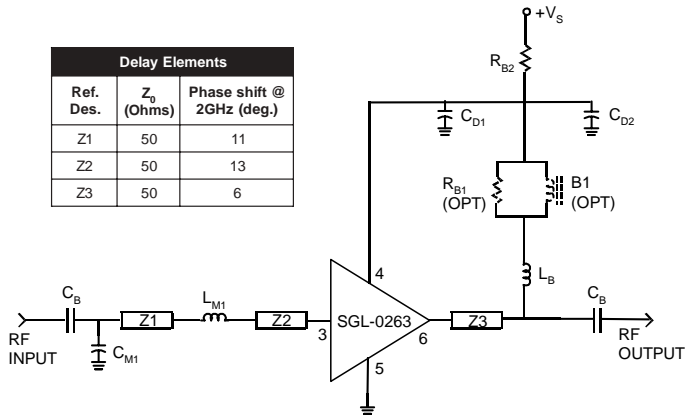 +VS
RB2
Delay Elements
Ref. Des. Z0 (Ohms) Phase shift @ 2GHz (deg.)
Z1 50 11
Z2 50 13
Z3 50 6
CD1
CD2
RB1 (OPT)
B1 (OPT)
LB
4
CB
Z1
LM1
Z2
3
SGL-0263
6
Z3
CB
RF INPUT
CM1
5
RF OUTPUT